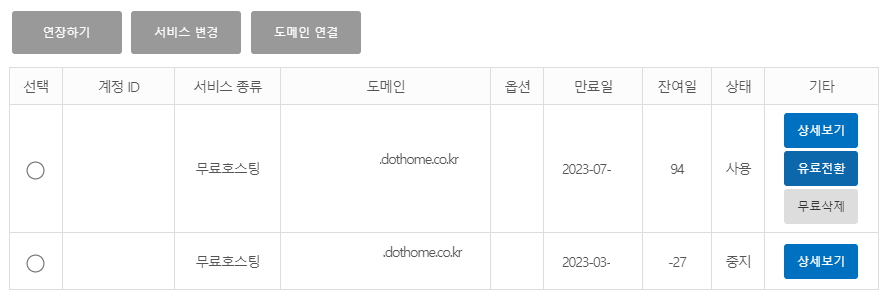 연장하기 서비스 변경 도메인 연결
선택 계정 ID 서비스 종류 도메인 옵션 만료일 잔여일 상태 기타
상세보기
.dothome.co.kr
무료호스팅 2023-07- 94 사용 유료전환
무료삭제
.dothome.co.kr
무료호스팅 2023-03- -27 중지 상세보기